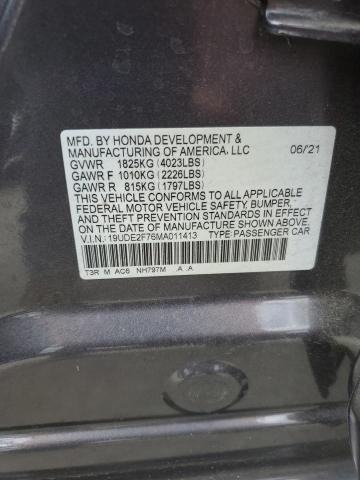 MFD. BY HONDA DEVELOPMENT &
MANUFACTURING OF AMERICA, LLC 06/21
GVWR 1825KG (4023LBS)
GAWR F 1010KG (2226LBS)
GAWR R 815KG (1797LBS)
THIS VEHICLE CONFORMS TO ALL APPLICABLE
FEDERAL MOTOR VEHICLE SAFETY, BUMPER,
AND THEFT PREVENTION STANDARDS IN EFFECT
ON THE DATE OF MANUFACTURE SHOWN ABOVE.
V.I.N.: 19UDE2F76MA011413 TYPE PASSENGER CAR
T3R M AC6 NH797M .A .A